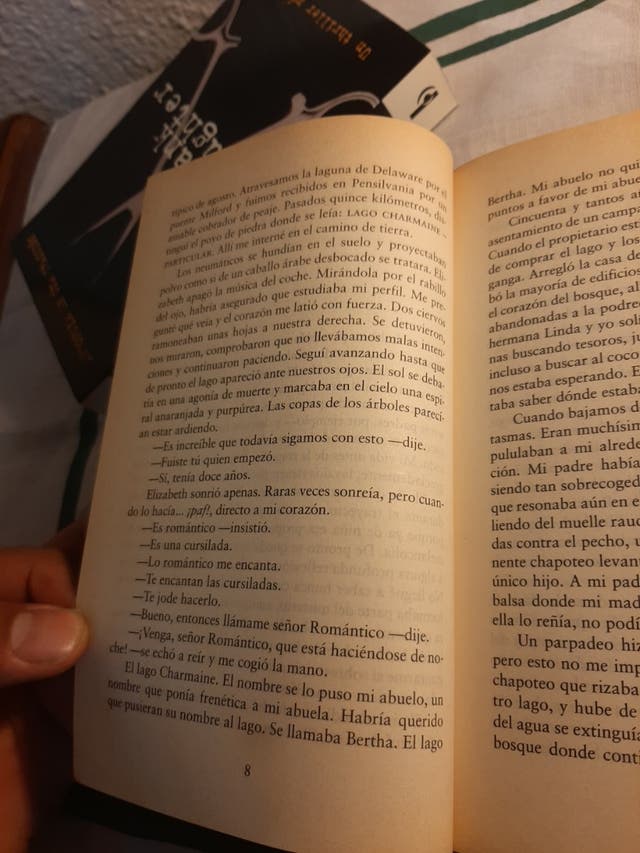 Un thriller
típico de agosto. Atravesamos la laguna de Delaware por el
puente Milford y fuimos recibidos en Pensilvania por un
amable cobrador de peaje. Pasados quince kilómetros, dis-
tinguí el poyo de piedra donde se leía: LAGO CHARMAINE -
PARTICULAR. Allí me interné en el camino de tierra.
Los neumáticos se hundían en el suelo y proyectaban
polvo como si de un caballo árabe desbocado se tratara. Eli-
zabeth apagó la música del coche. Mirándola por el rabillo
del ojo, habría asegurado que estudiaba mi perfil. Me pre-
gunté qué veía y el corazón me latió con fuerza. Dos ciervos
ramoneaban unas hojas a nuestra derecha. Se detuvieron,
nos miraron, comprobaron que no llevábamos malas inten-
ciones y continuaron paciendo. Seguí avanzando hasta que
de pronto el lago apareció ante nuestros ojos. El sol se deba-
tía en una agonía de muerte y marcaba en el cielo una espi-
ral anaranjada y purpúrea. Las copas de los árboles parecí-
an estar ardiendo.
—Es increíble que todavía sigamos con esto —dije.
—Fuiste tú quien empezó.
—Sí, tenía doce años.
Elizabeth sonrió apenas. Raras veces sonreía, pero cuan-
do lo hacía... ¡paf!, directo a mi corazón.
—Es romántico —insistió.
—Es una cursilada.
—Lo romántico me encanta.
—Te encantan las cursiladas.
—Te jode hacerlo.
—Bueno, entonces llámame señor Romántico —dije.
—¡Venga, señor Romántico, que está haciéndose de no-
che! —se echó a reír y me cogió la mano.
El lago Charmaine. El nombre se lo puso mi abuelo, un
nombre que ponía frenética a mi abuela. Habría querido
que pusieran su nombre al lago. Se llamaba Bertha. El lago
8
Bertha. Mi abuelo no qui
puntos a favor de mi abue
Cincuenta y tantos a
asentamiento de un campa
Cuando el propietario est
de comprar el lago y los
ganga. Arregló la casa de
bó la mayoría de edificios
el corazón del bosque, al
abandonadas a la podre
hermana Linda y yo solí
nas buscando tesoros, ju
incluso a buscar al coco
nos estaba esperando. E
taba saber dónde estaba
Cuando bajamos d
tasmas. Eran muchísim
pululaban a mi alrede
ción. Mi padre había
siendo tan sobrecoged
que resonaba aún en e
liendo del muelle raud
das contra el pecho, u
nente chapoteo levan
único hijo. A mi pad
balsa donde mi mad
ella lo reñía, no podí
Un parpadeo hiz
pero esto no me imp
chapoteo que rizaba
tro lago, y hube de
del agua se extinguía
bosque donde conti